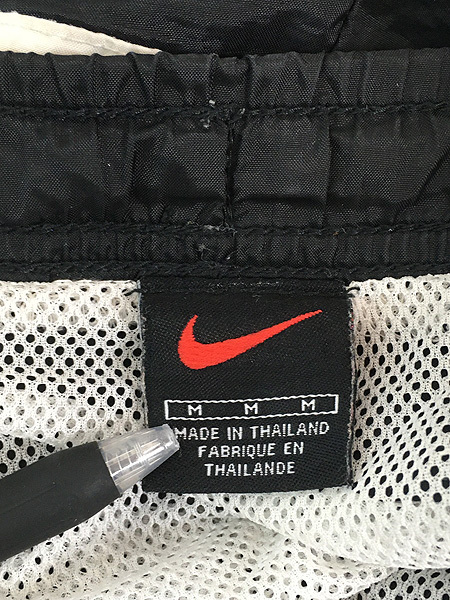 M M M
MADE IN THAILAND
FABRIQUE EN
THAILANDE